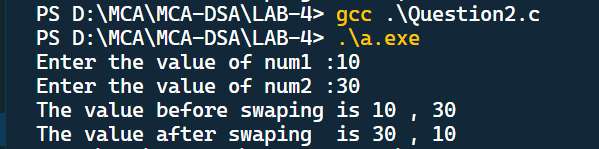 PS D:\MCA\MCA-DSA\LAB-4> gcc .\Question2.c
PS D:\MCA\MCA-DSA\LAB-4> .\a.exe
Enter the value of num1 :10
Enter the value of num2 :30
The value before swaping is 10 , 30
The value after swaping  is 30 , 10